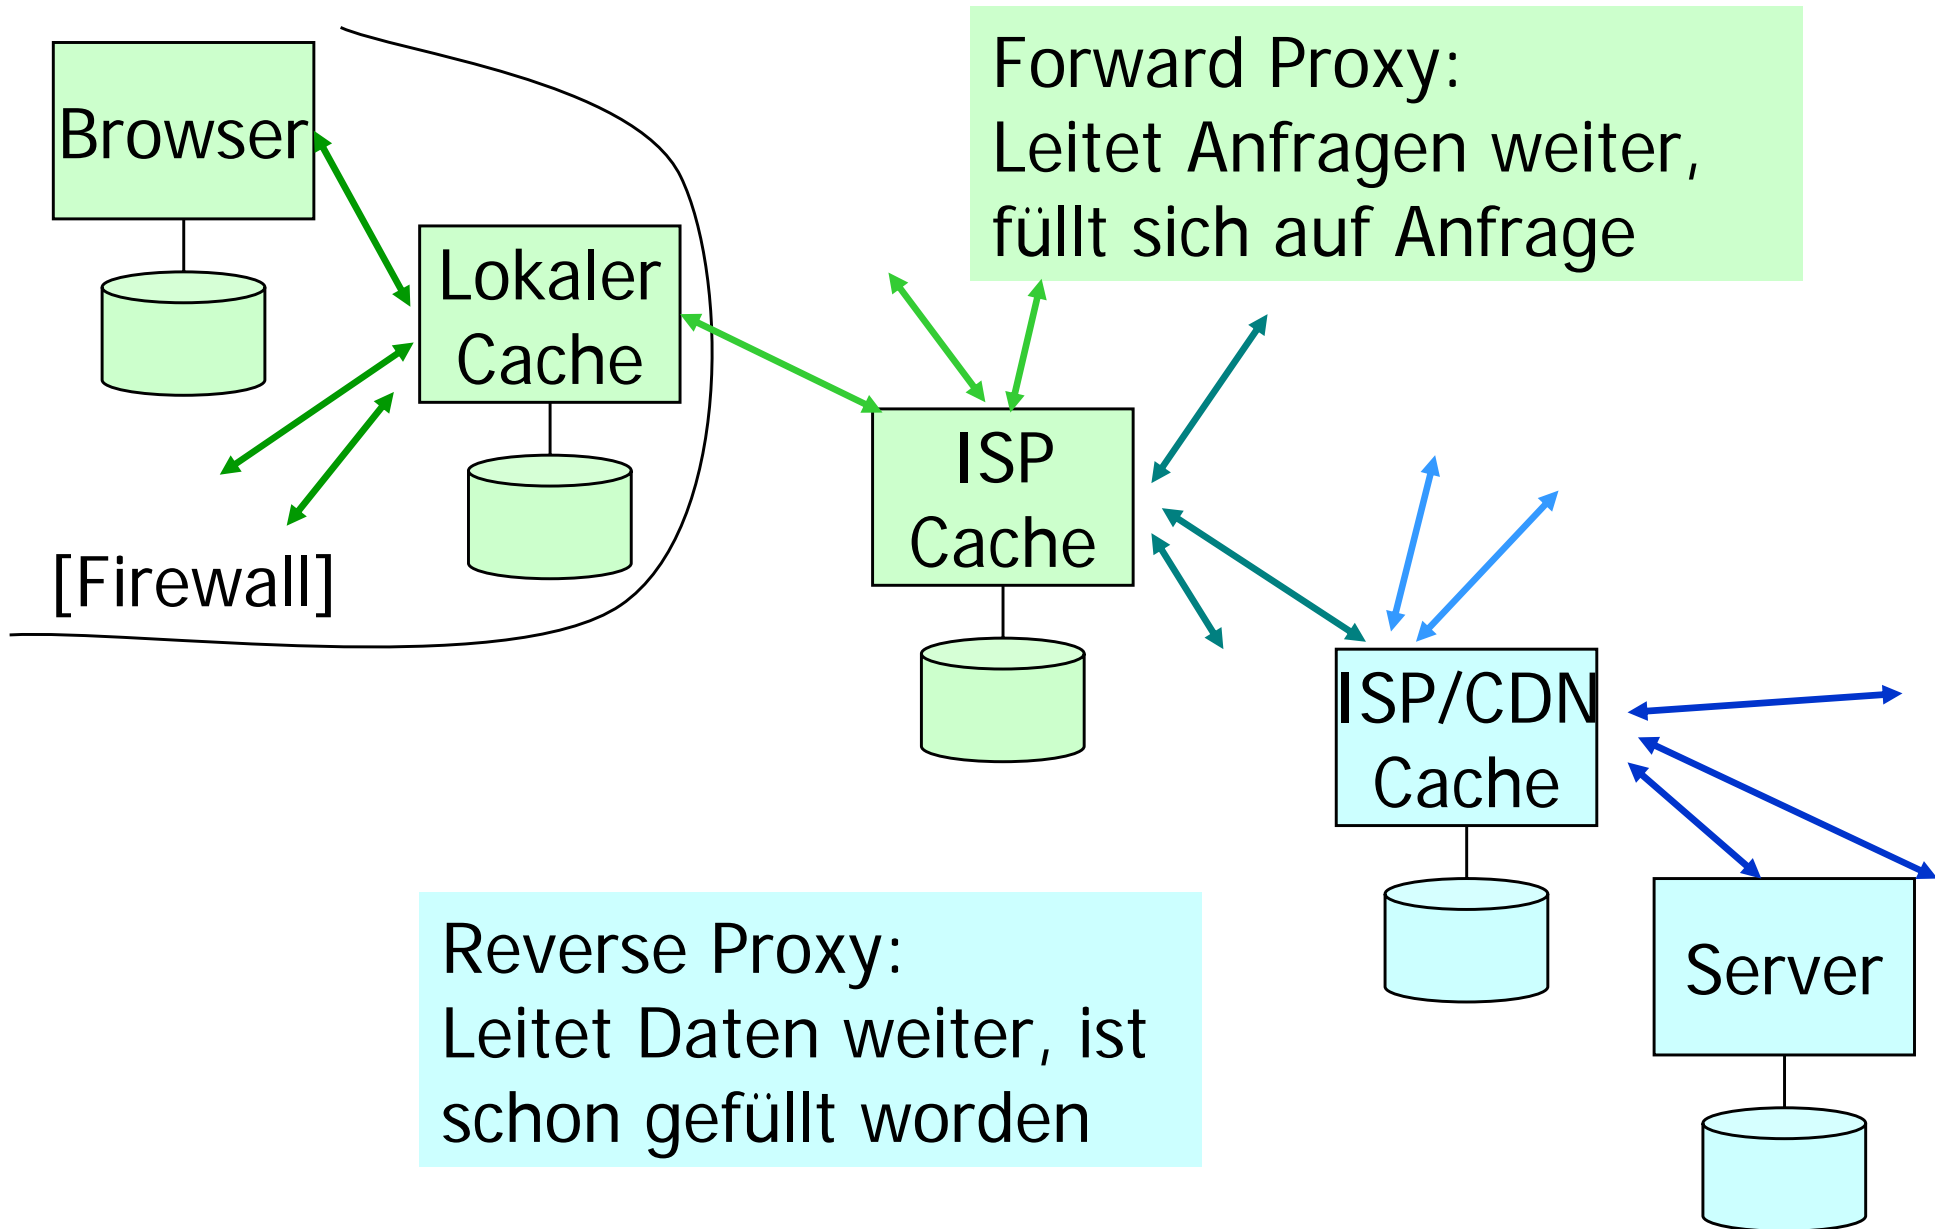 Browser
Lokaler
Cache
[Firewall]
Forward Proxy:
Leitet Anfragen weiter,
füllt sich auf Anfrage
ISP
Cache
ISP/CDN
Cache
Server
Reverse Proxy:
Leitet Daten weiter, ist
schon gefüllt worden